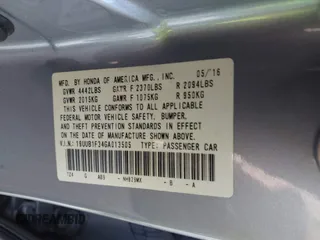 MFD. BY HONDA OF AMERICA MFG., INC. 05/16
GVWR 4442LBS GAWR F 2370LBS R 2094LBS
GVWR 2015KG GAWR F 1075KG R 950KG
THIS VEHICLE CONFORMS TO ALL APPLICABLE
FEDERAL MOTOR VEHICLE SAFETY, BUMPER,
AND THEFT PREVENTION STANDARDS IN EFFECT
ON THE DATE OF MANUFACTURE SHOWN ABOVE.
V.I.N.: 19UUB1F34GA013505 TYPE: PASSENGER CAR
A - B - A